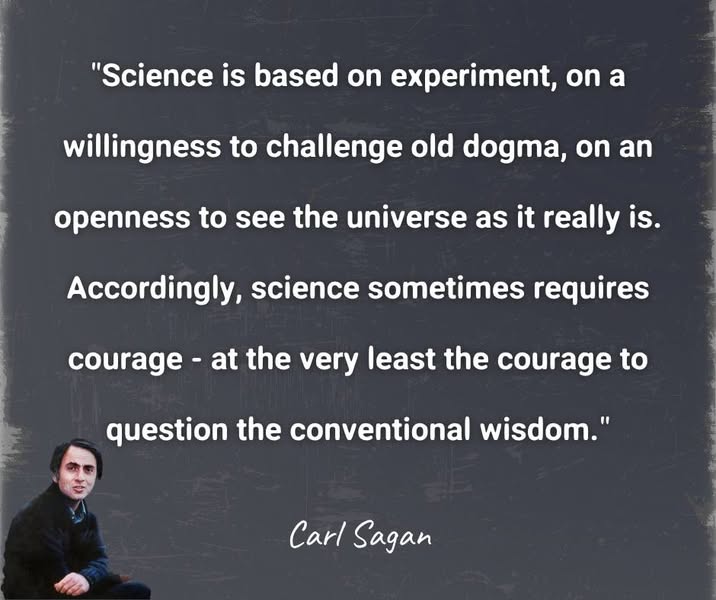 "Science is based on experiment, on a
willingness to challenge old dogma, on an
openness to see the universe as it really is.
Accordingly, science sometimes requires
courage - at the very least the courage to
question the conventional wisdom."
Carl Sagan